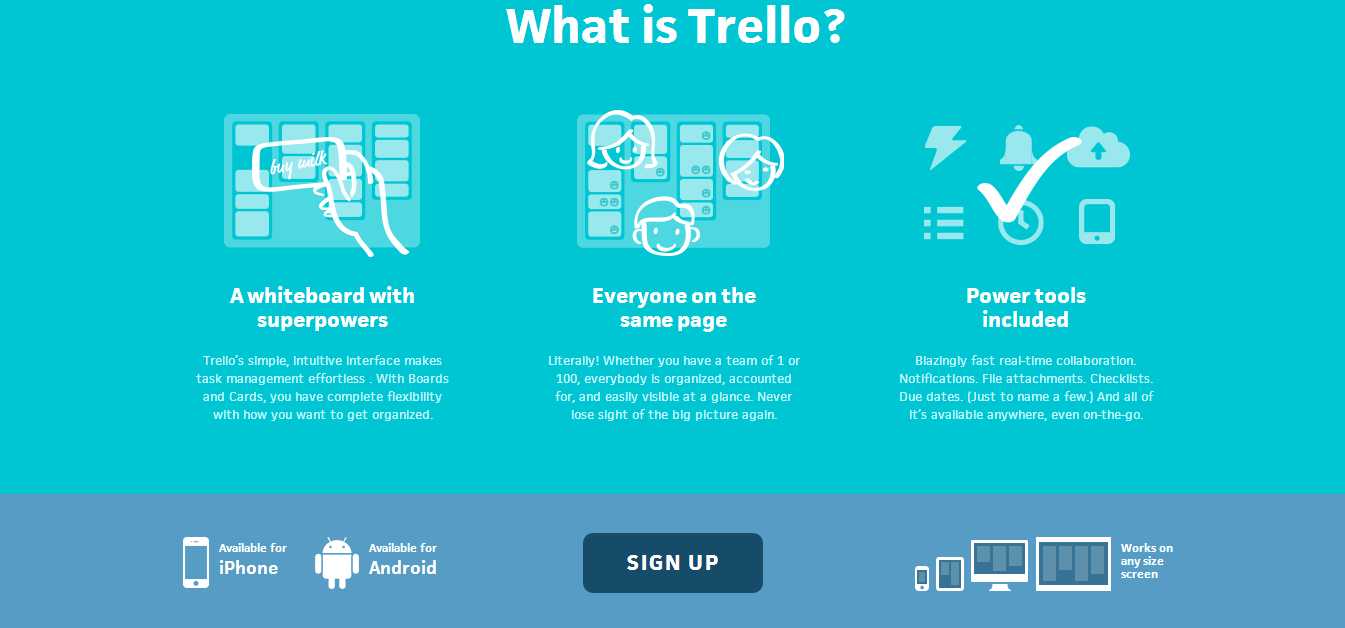 What is Trello?
buy milk
A whiteboard with
superpowers
Trello's simple, intuitive interface makes
task management effortless . With Boards
and Cards, you have complete flexibility
with how you want to get organized.
Everyone on the
same page
Literally! Whether you have a team of 1 or
100, everybody is organized, accounted
for, and easily visible at a glance. Never
lose sight of the big picture again.
Power tools
included
Blazingly fast real-time collaboration.
Notifications. File attachments. Checklists.
Due dates. (Just to name a few.) And all of
it's available anywhere, even on-the-go.
Available for
iPhone
Available for
Android
SIGN UP
Works on
any size
screen